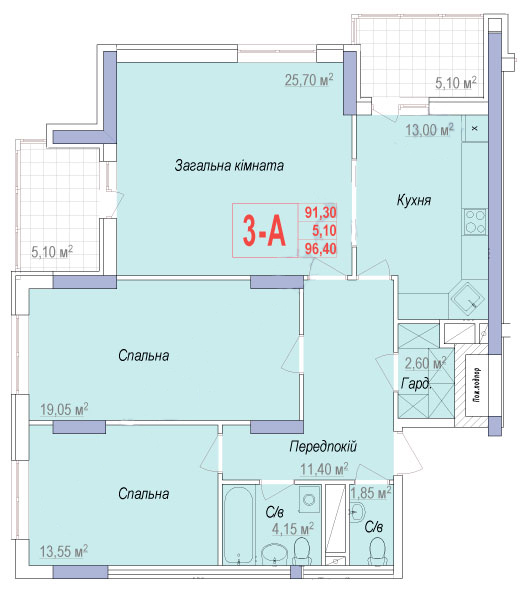 25,70 м²
5,10 м²
13,00 м²
x
Загальна кімната
Кухня
3-А
91,30
5,10
96,40
5,10 м²
Спальна
2,60 м²
Гард.
19,05 м²
Передпокій
11,40 м²
Спальна
1,85 м²
С/в
4,15 м²
С/в
13,55 м²